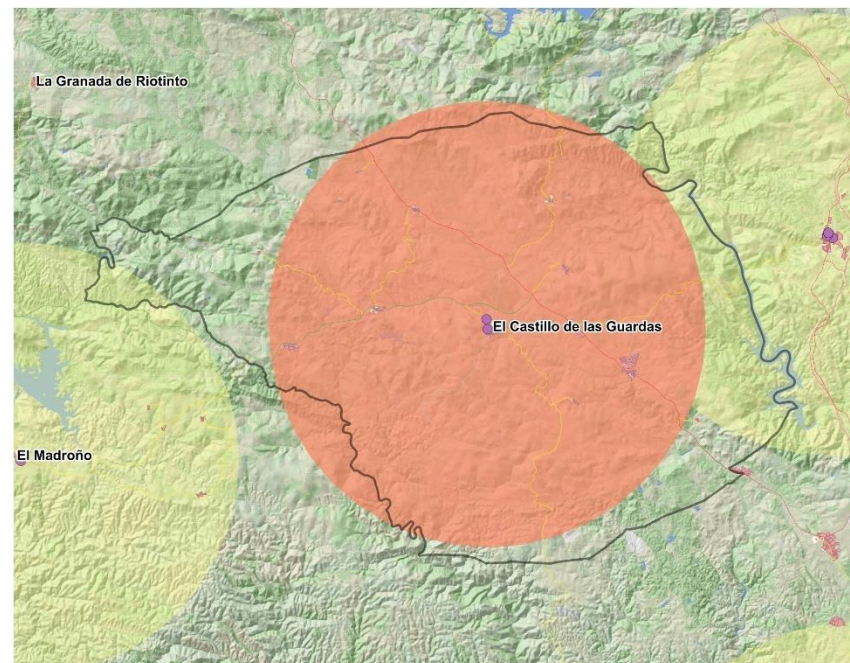 La Granada de Riotinto
El Castillo de las Guardas
El Madroño